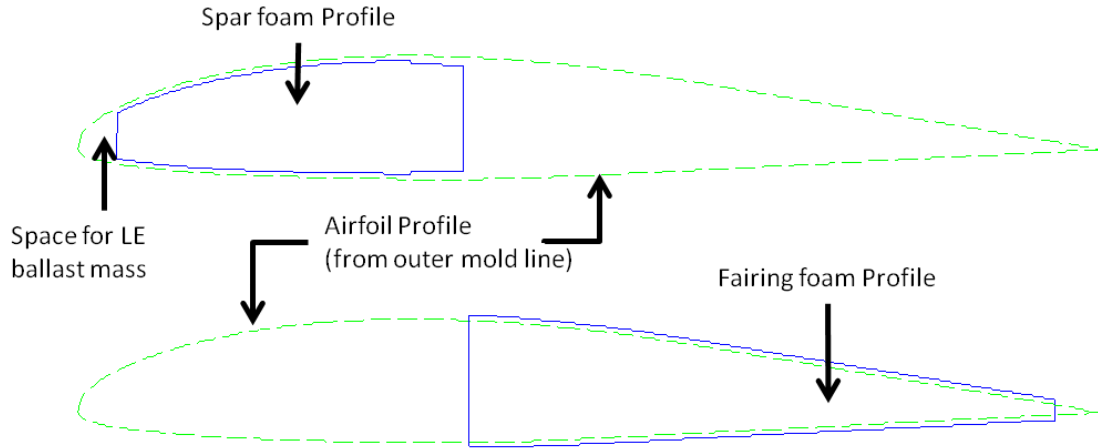 Spar foam Profile
Space for LE
ballast mass
Airfoil Profile
(from outer mold line)
Fairing foam Profile